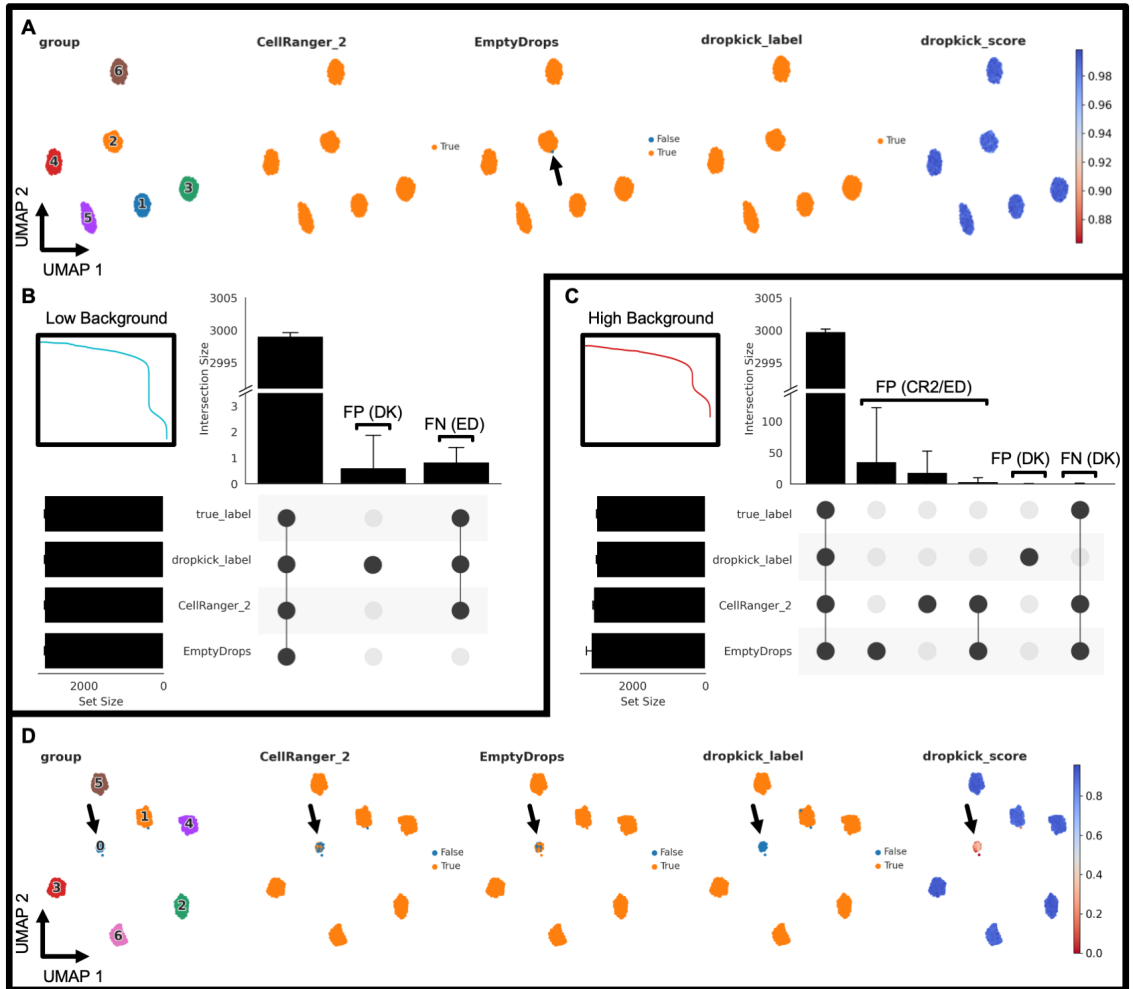 A
group
CellRanger_2
EmptyDrops
dropkick_label
dropkick_score
6
2
4
3
1
5
True
False
True
True
0.98
0.96
0.94
0.92
0.90
0.88
UMAP 2
UMAP 1
B
Low Background
3005
3000
2995
3
2
1
0
Intersection Size
FP (DK)
FN (ED)
true_label
dropkick_label
CellRanger_2
EmptyDrops
2000
0
Set Size
C
High Background
3005
3000
2995
100
50
0
Intersection Size
FP (CR2/ED)
FP (DK)
FN (DK)
true_label
dropkick_label
CellRanger_2
EmptyDrops
2000
0
Set Size
D
group
CellRanger_2
EmptyDrops
dropkick_label
dropkick_score
5
1
4
0
3
2
6
False
True
False
True
False
True
0.8
0.6
0.4
0.2
0.0
UMAP 2
UMAP 1